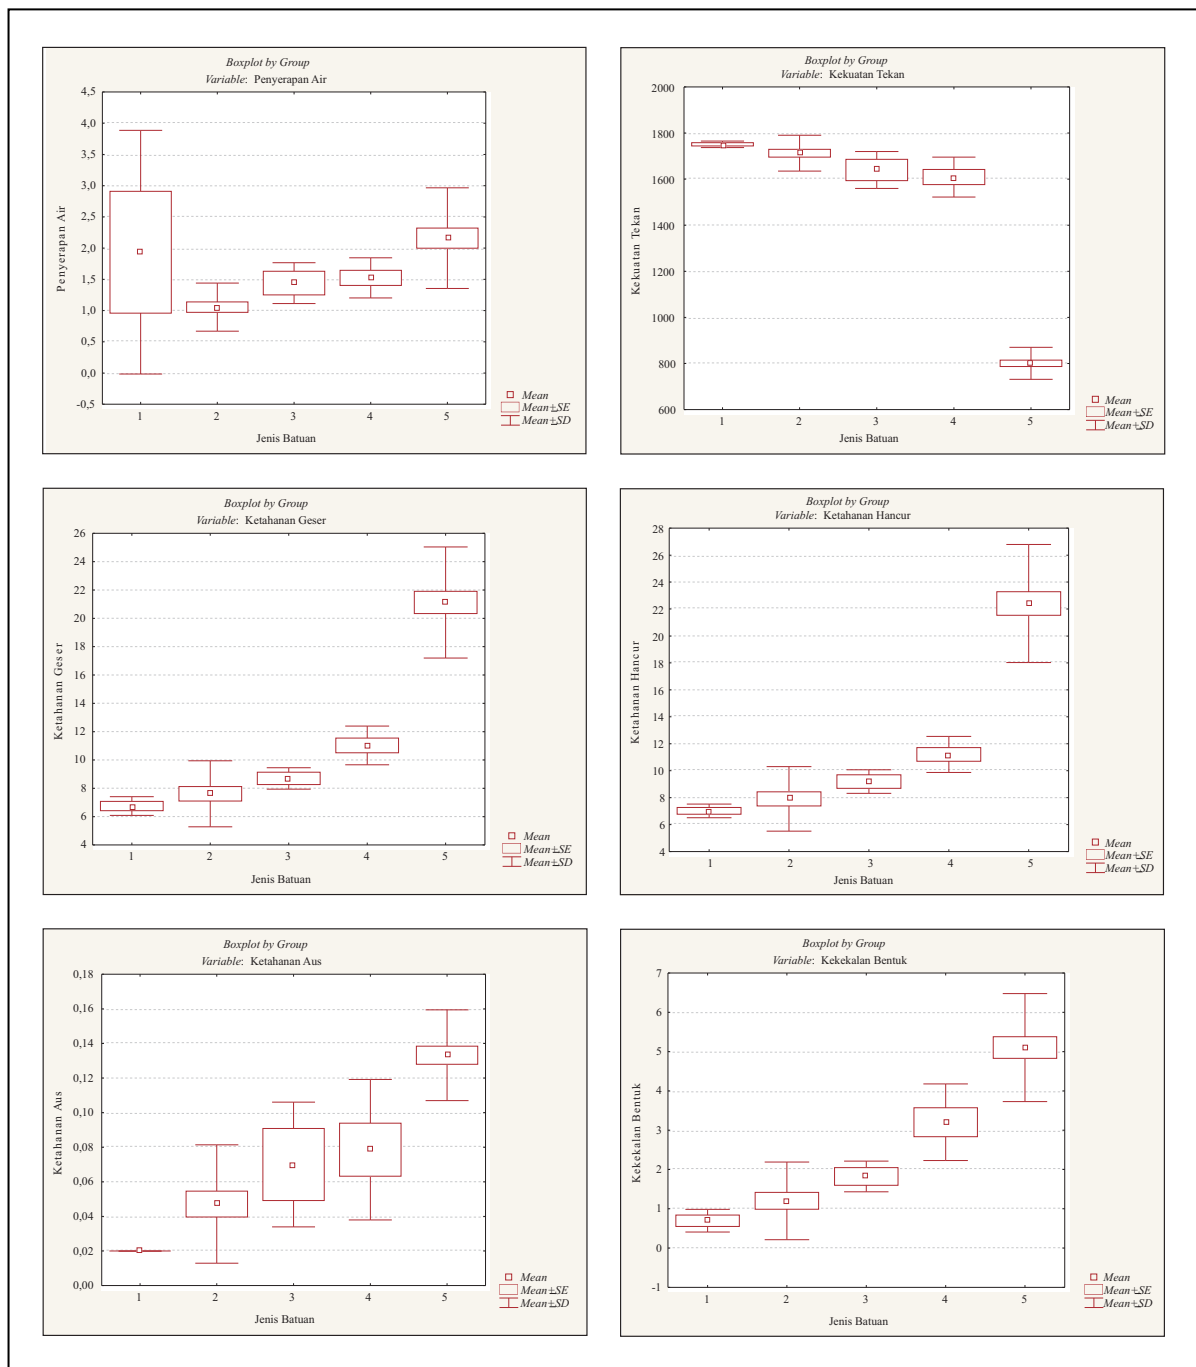 Boxplot by Group
Variable: Penyerapan Air
4,5
4,0
3,5
3,0
2,5
2,0
1,5
1,0
0,5
0,0
-0,5
Penyerapan Air
1 2 3 4 5
Jenis Batuan
Mean
Mean±SE
Mean±SD
Boxplot by Group
Variable: Kekuatan Tekan
2000
1800
1600
1400
1200
1000
800
600
Kekuatan Tekan
1 2 3 4 5
Jenis Batuan
Mean
Mean±SE
Mean±SD
Boxplot by Group
Variable: Ketahanan Geser
26
24
22
20
18
16
14
12
10
8
6
4
Ketahanan Geser
1 2 3 4 5
Jenis Batuan
Mean
Mean±SE
Mean±SD
Boxplot by Group
Variable: Ketahanan Hancur
28
26
24
22
20
18
16
14
12
10
8
6
4
Ketahanan Hancur
1 2 3 4 5
Jenis Batuan
Mean
Mean±SE
Mean±SD
Boxplot by Group
Variable: Ketahanan Aus
0,18
0,16
0,14
0,12
0,10
0,08
0,06
0,04
0,02
0,00
Ketahanan Aus
1 2 3 4 5
Jenis Batuan
Mean
Mean±SE
Mean±SD
Boxplot by Group
Variable: Kekekalan Bentuk
7
6
5
4
3
2
1
0
-1
Kekekalan Bentuk
1 2 3 4 5
Jenis Batuan
Mean
Mean±SE
Mean±SD